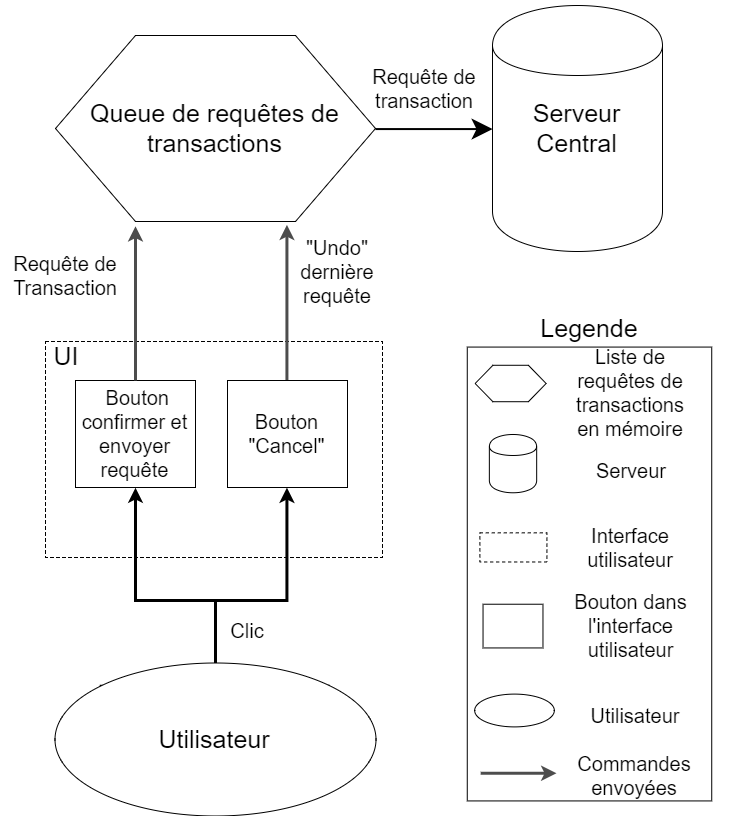 Queue de requêtes de
transactions
Requête de
transaction
Serveur
Central
Requête de
Transaction
"Undo"
dernière
requête
UI
Bouton
confirmer et
envoyer
requête
Bouton
"Cancel"
Clic
Utilisateur
Legende
Liste de
requêtes de
transactions
en mémoire
Serveur
Interface
utilisateur
Bouton dans
l'interface
utilisateur
Utilisateur
Commandes
envoyées